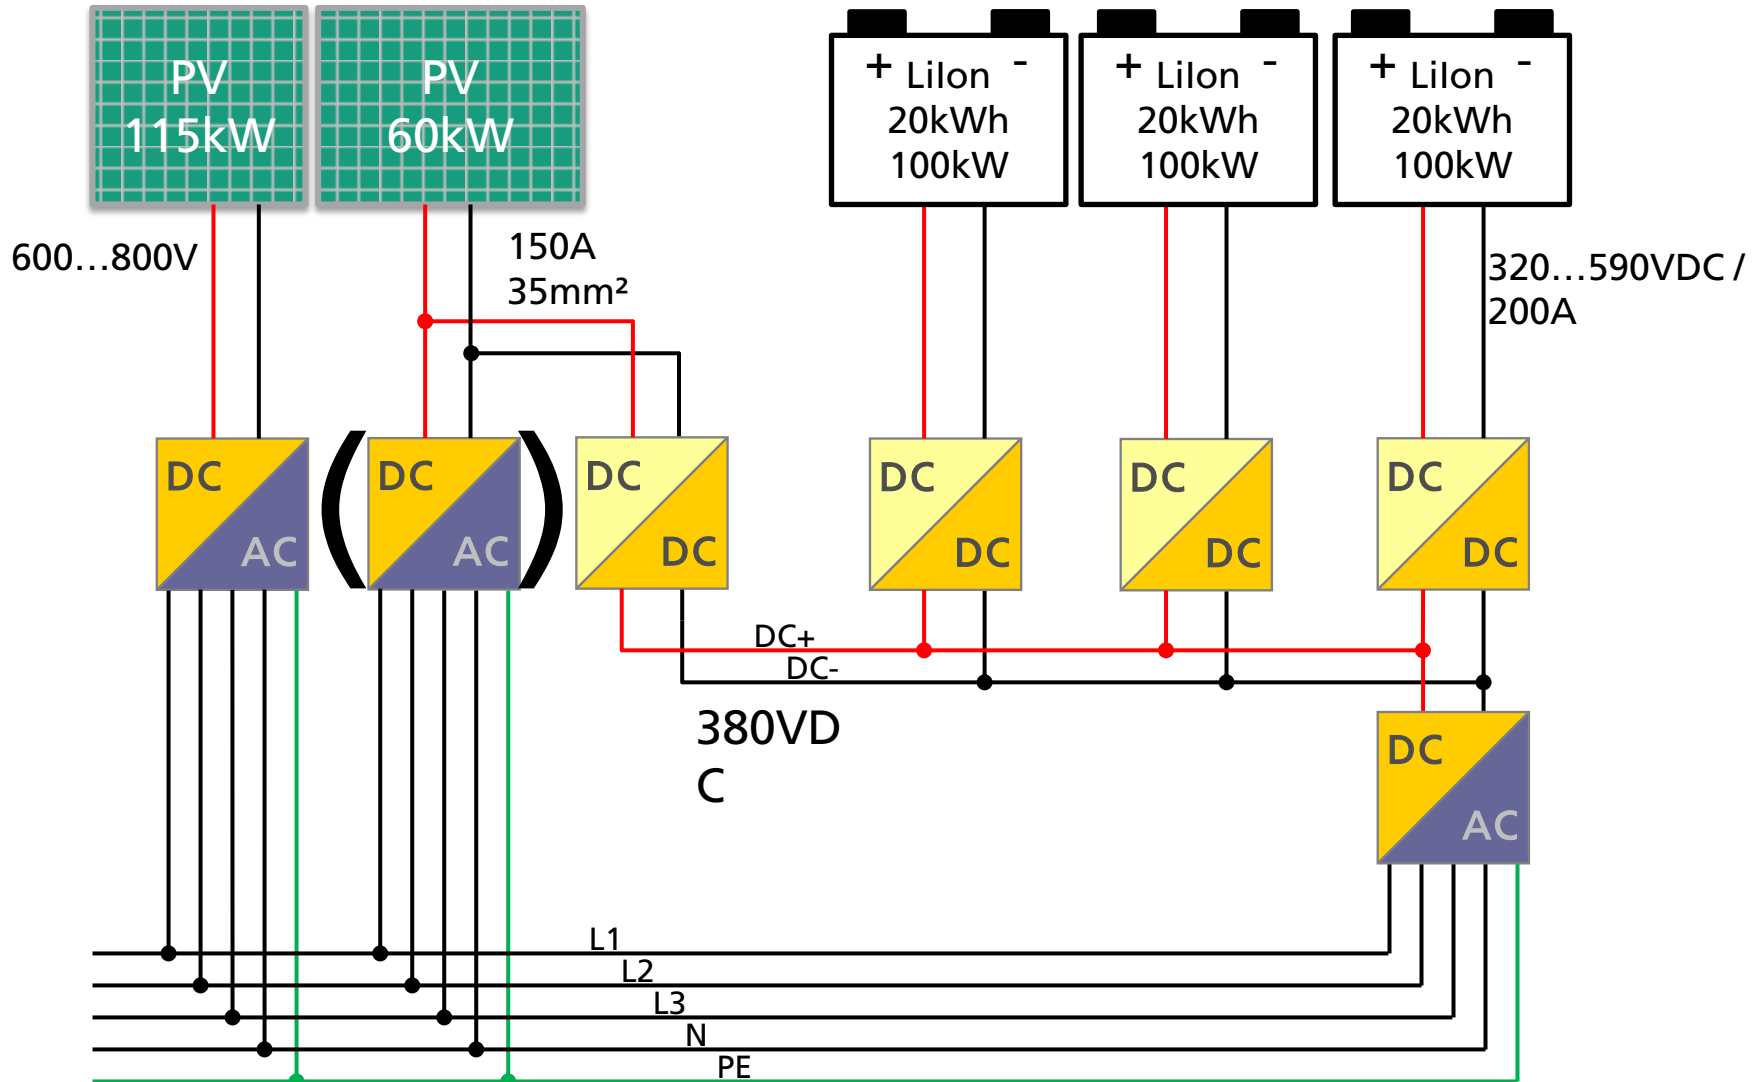 PV
115kW
PV
60kW
+ LiIon -
20kWh
100kW
+ LiIon -
20kWh
100kW
+ LiIon -
20kWh
100kW
600...800V
150A
35mm²
320...590VDC /
200A
DC
AC
( DC
AC )
DC
DC
DC
DC
DC
DC
DC
DC
DC+
DC-
380VD
C
DC
AC
L1
L2
L3
N
PE